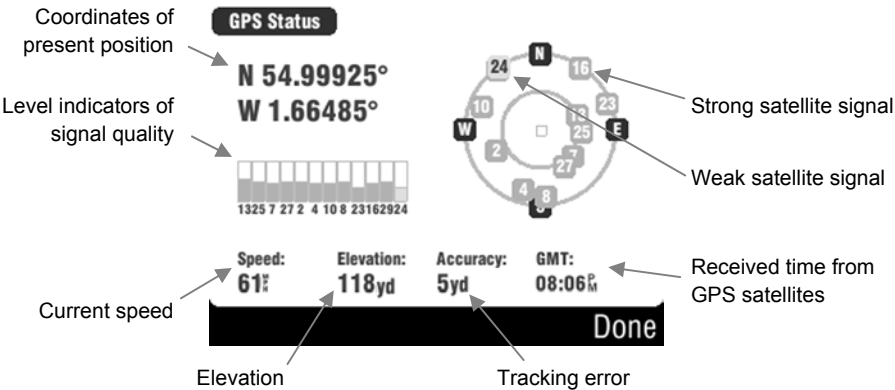 Coordinates of
present position
GPS Status
N 54.99925°
W 1.66485°
Level indicators of
signal quality
1325 7 27 2 4 10 8 23162924
N
24
16
10
23
13
W
25
E
2
7
27
4
8
S
Strong satellite signal
Weak satellite signal
Speed:
Elevation:
Accuracy:
GMT:
61
118yd
5yd
08:06PM
Received time from
GPS satellites
Current speed
Done
Elevation
Tracking error